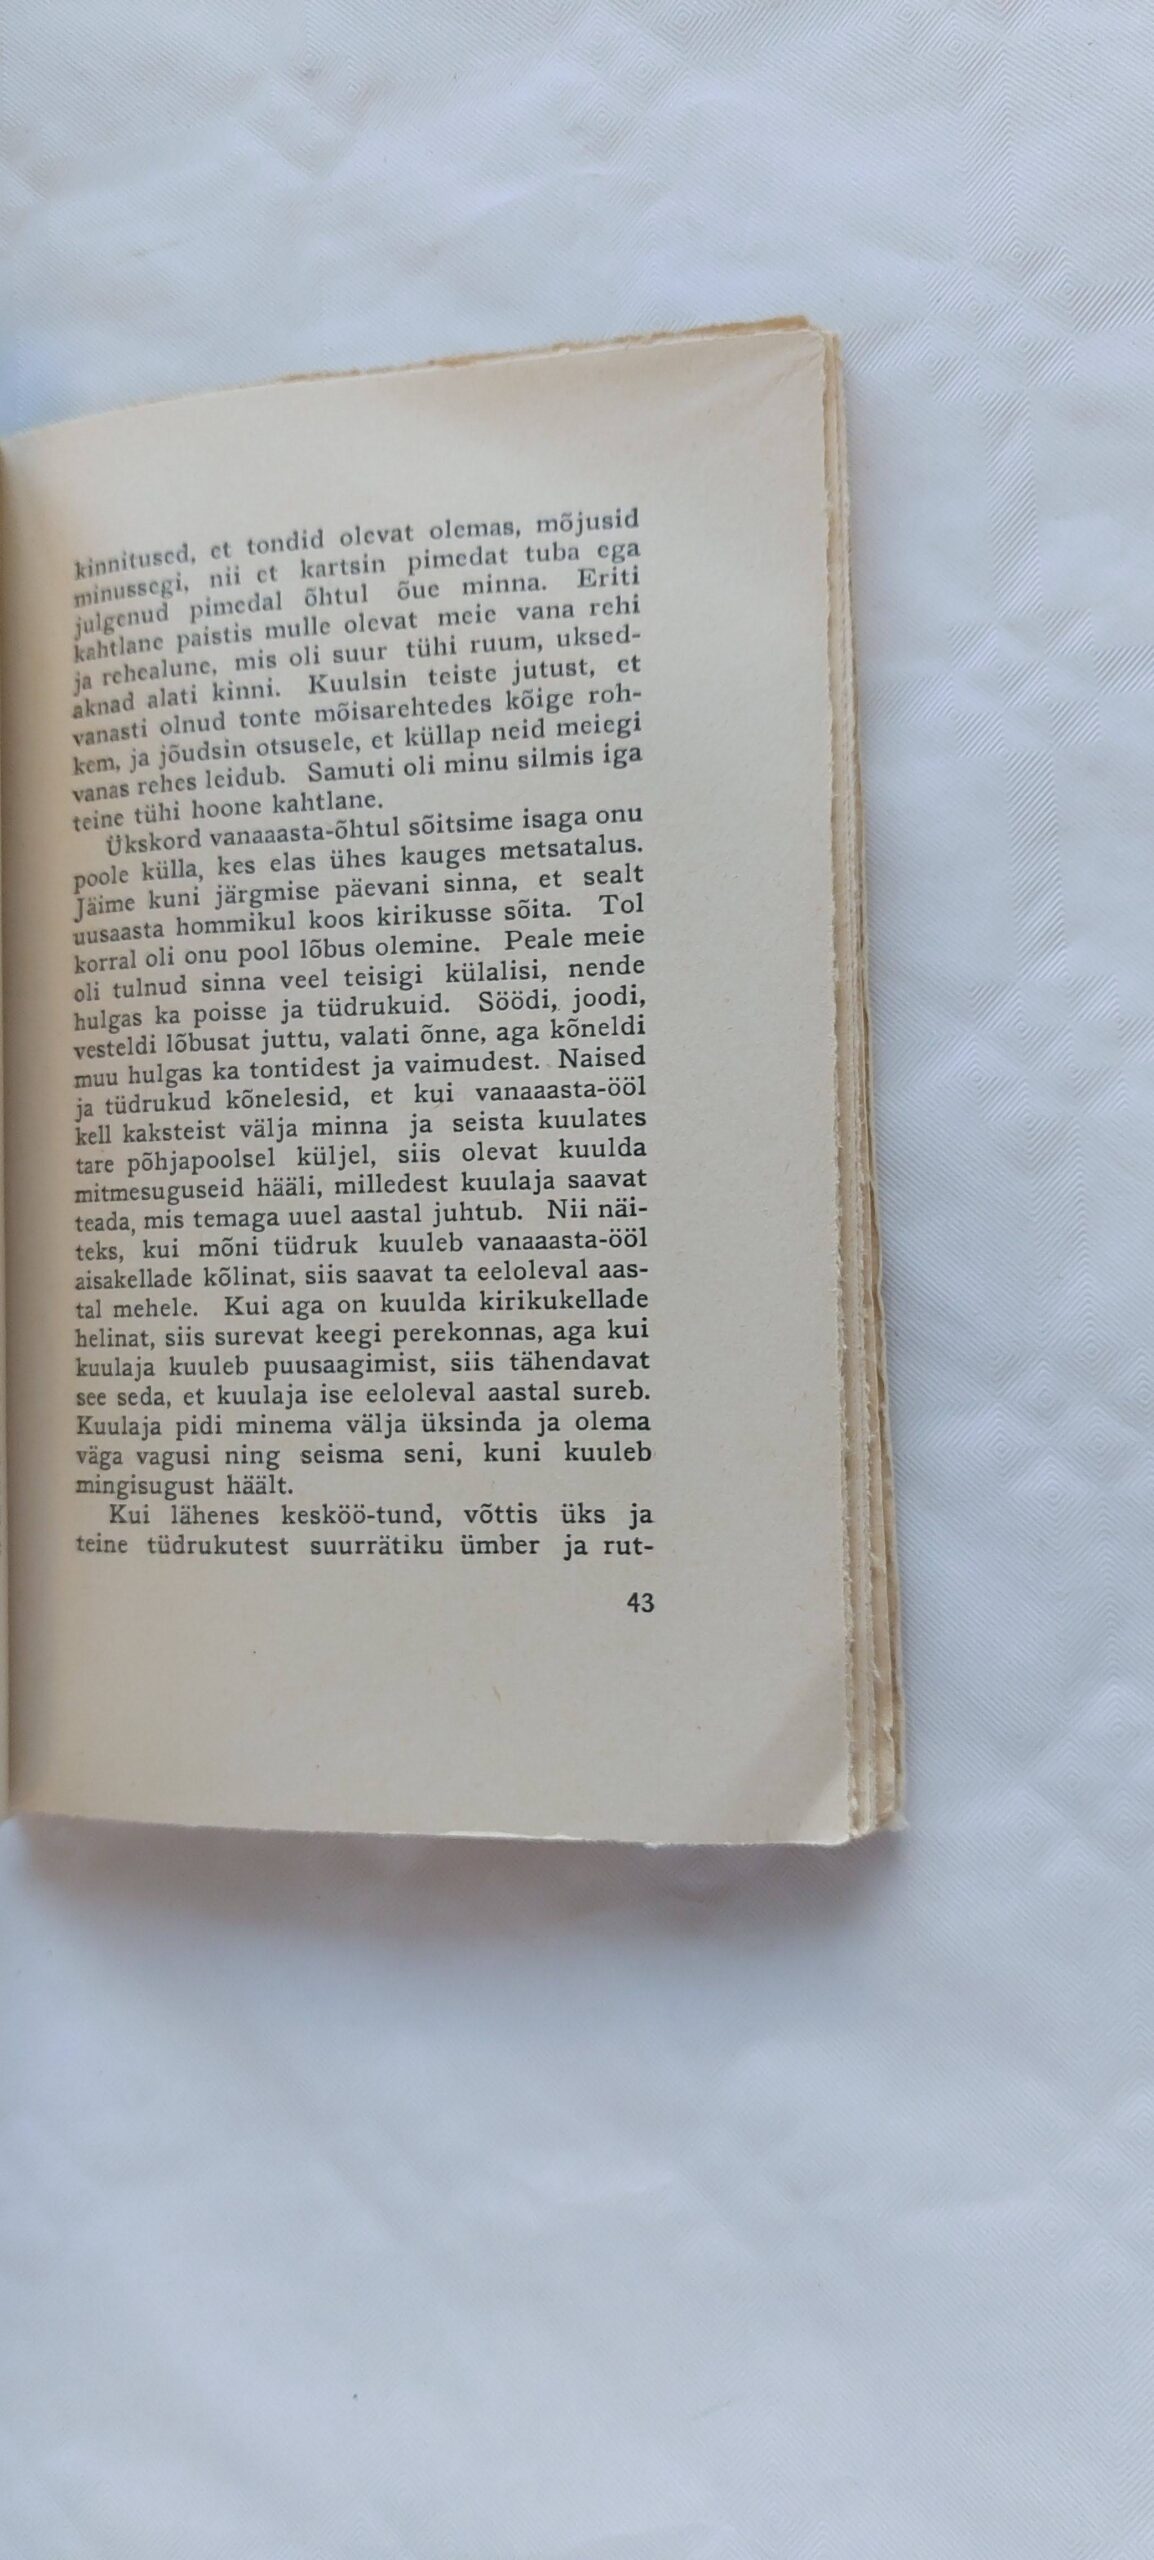 kinnitused, et tondid olevat olemas, mõjusid
minussegi, nii et kartsin pimedat tuba ega
julgenud pimedal õhtul õue minna. Eriti
kahtlane paistis mulle olevat meie vana rehi
ja rehealune, mis oli suur tühi ruum, uksed-
aknad alati kinni. Kuulsin teiste jutust, et
vanasti olnud tonte mõisarehtedes kõige roh-
kem, ja jõudsin otsusele, et küllap neid meiegi
vanas rehes leidub. Samuti oli minu silmis iga
teine tühi hoone kahtlane.
Ükskord vanaaasta-õhtul sõitsime isaga onu
poole külla, kes elas ühes kauges metsatalus.
Jäime kuni järgmise päevani sinna, et sealt
uusaasta hommikul koos kirikusse sõita. Tol
korral oli onu pool lõbus olemine. Peale meie
oli tulnud sinna veel teisigi külalisi, nende
hulgas ka poisse ja tüdrukuid. Söödi, joodi,
vesteldi lõbusat juttu, valati õnne, aga kõneldi
muu hulgas ka tontidest ja vaimudest. Naised
ja tüdrukud kõnelesid, et kui vanaaasta-ööl
kell kaksteist välja minna ja seista kuulates
tare põhjapoolsel küljel, siis olevat kuulda
mitmesuguseid hääli, milledest kuulaja saavat
teada, mis temaga uuel aastal juhtub. Nii näi-
teks, kui mõni tüdruk kuuleb vanaaasta-ööl
aisakellade kõlinat, siis saavat ta eeloleval aas-
tal mehele. Kui aga on kuulda kirikukellade
helinat, siis surevat keegi perekonnas, aga kui
kuulaja kuuleb puusaagimist, siis tähendavat
see seda, et kuulaja ise eeloleval aastal sureb.
Kuulaja pidi minema välja üksinda ja olema
väga vagusi ning seisma seni, kuni kuuleb
mingisugust häält.
Kui lähenes kesköö-tund, võttis üks ja
teine tüdrukutest suurrätiku ümber ja rut-
43